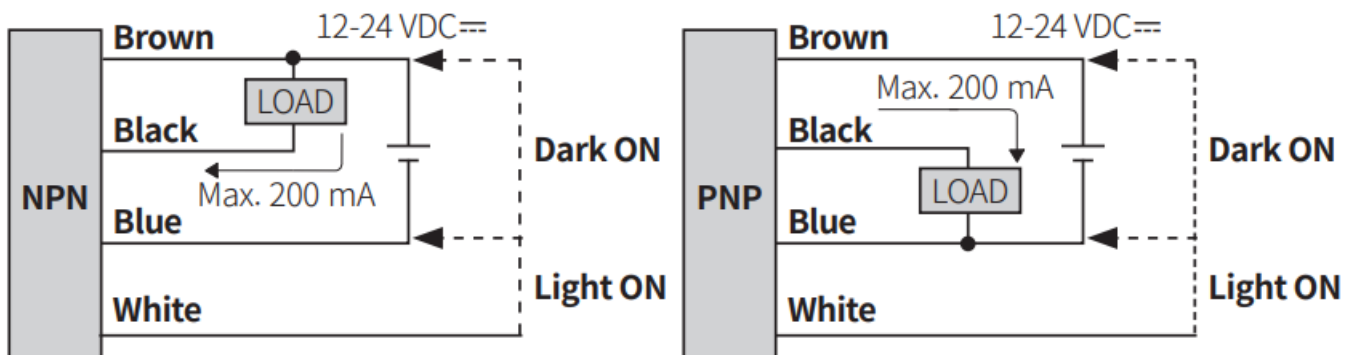 Brown 12-24 VDC⎓
LOAD
Black
Dark ON
NPN
Max. 200 mA
Blue
Light ON
White
Brown 12-24 VDC⎓
Max. 200 mA
Black
Dark ON
PNP
LOAD
Blue
Light ON
White